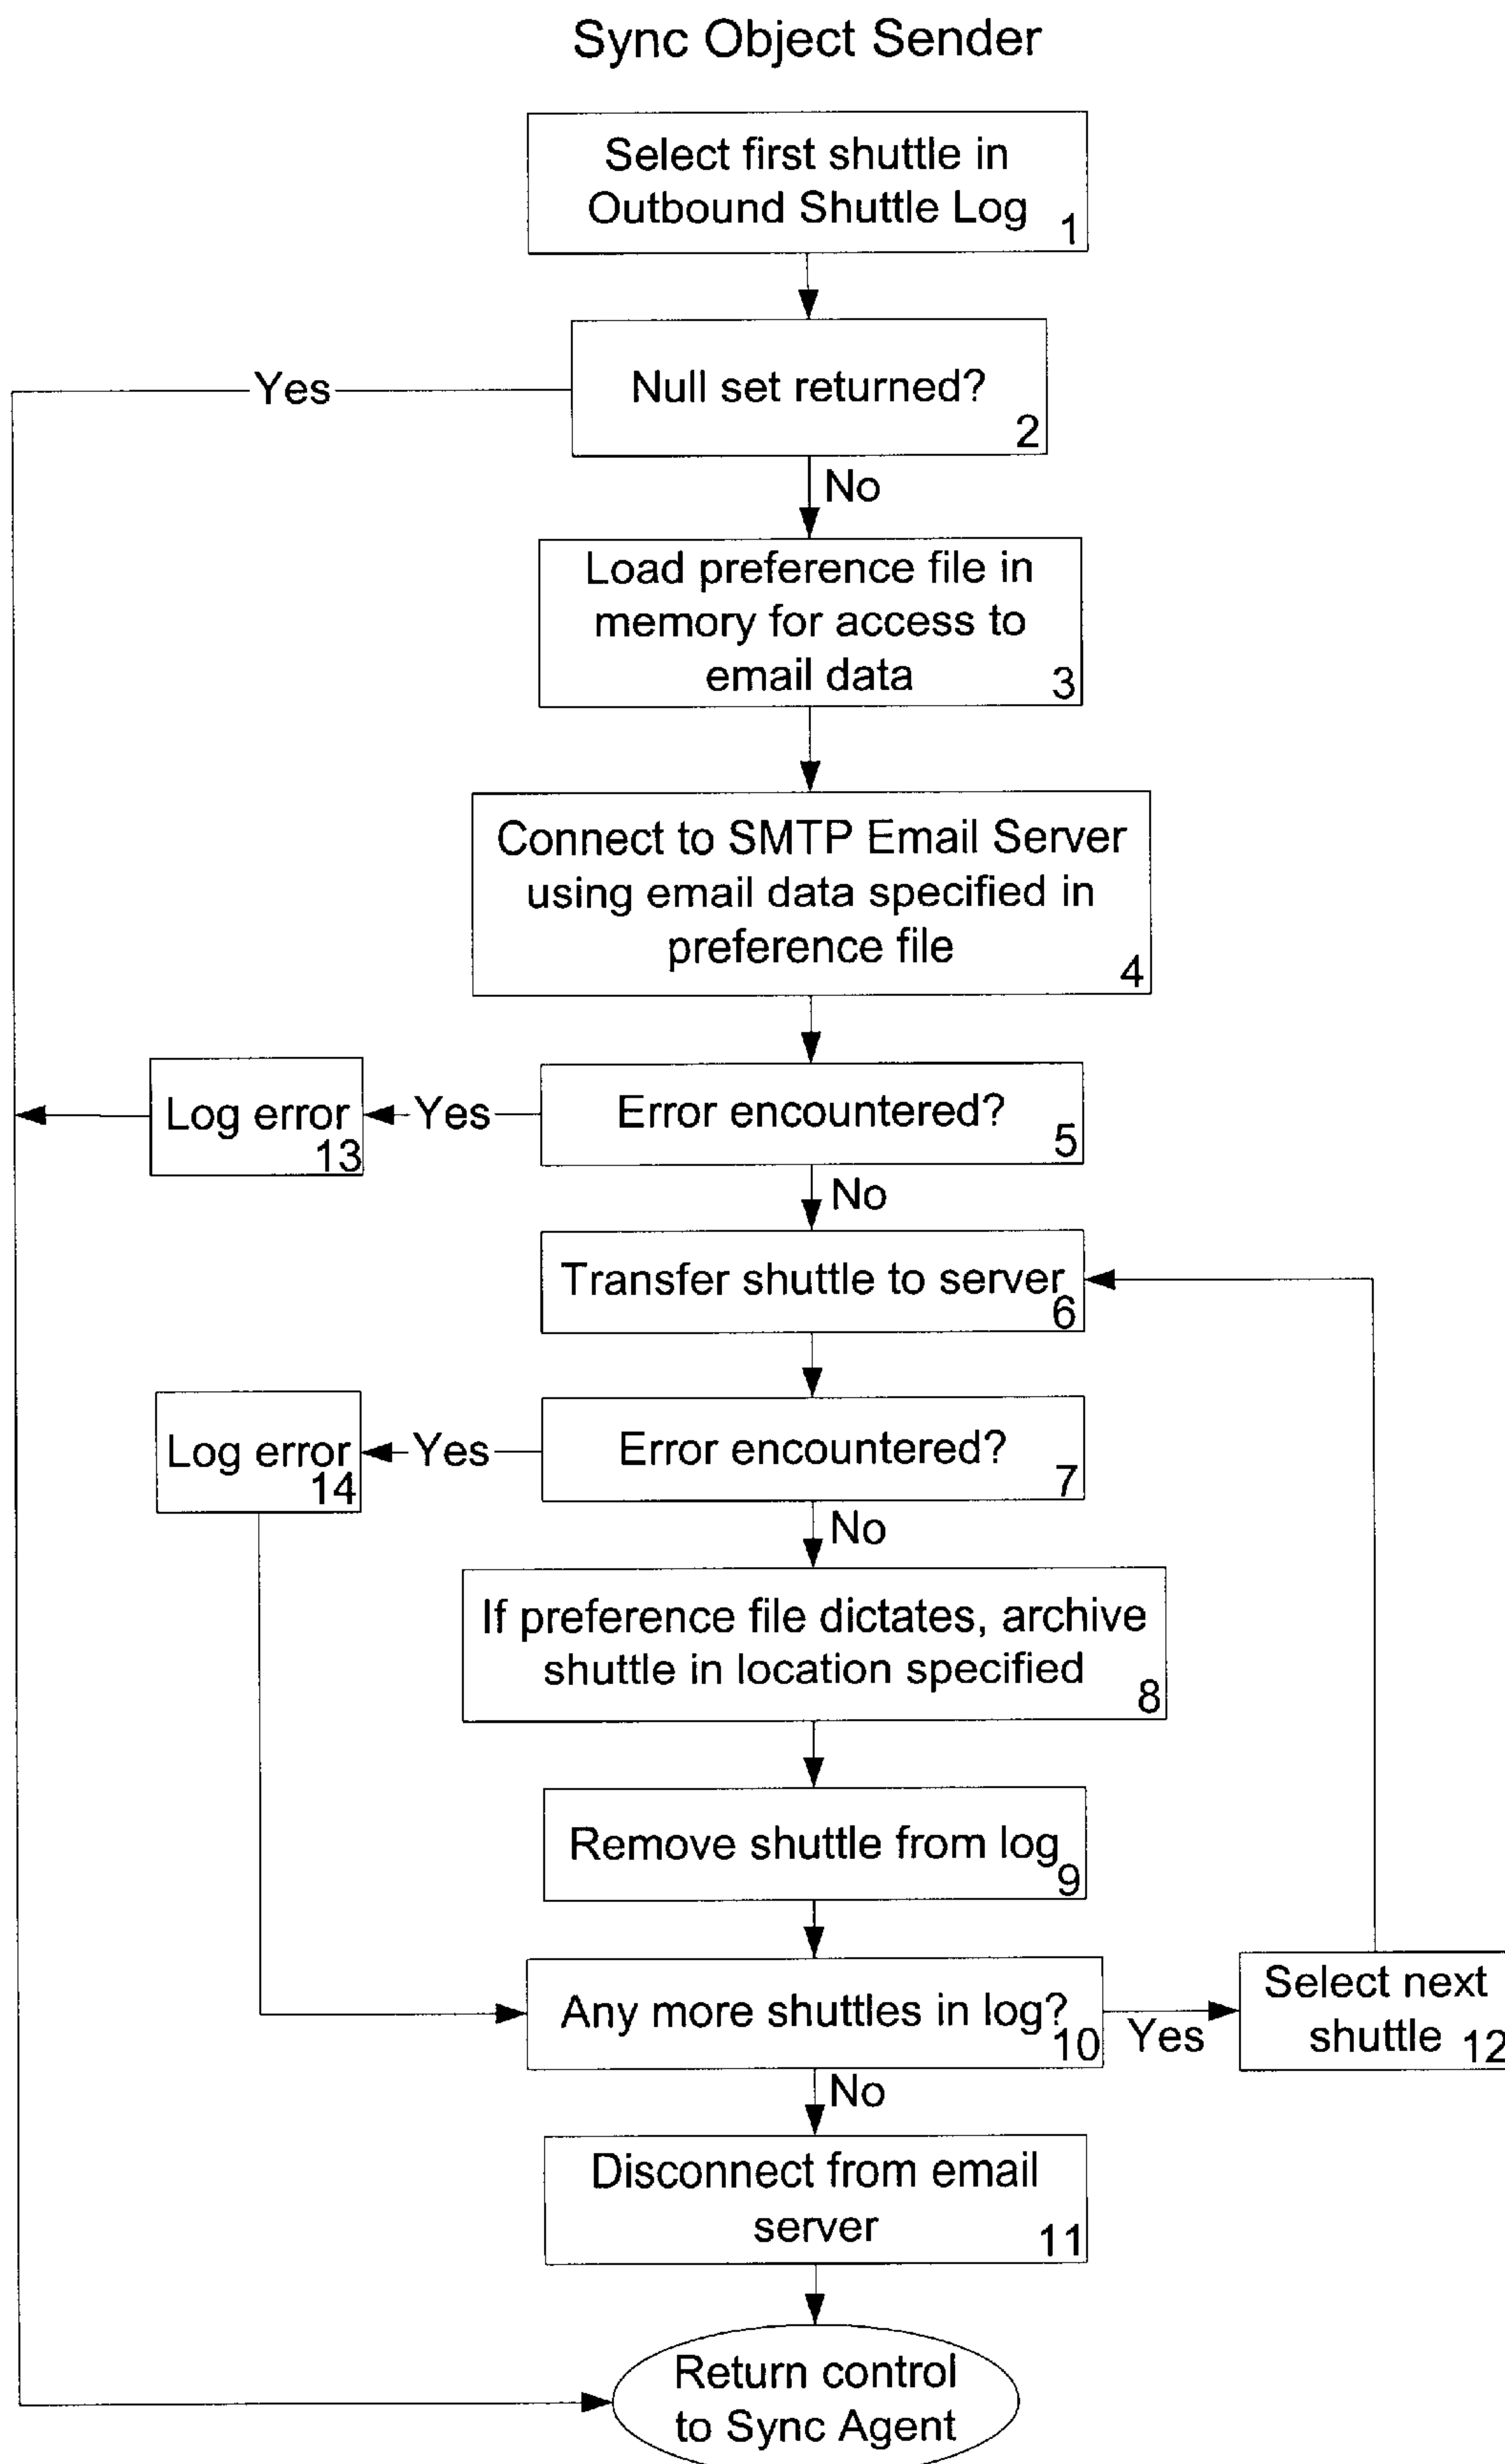 Sync Object Sender
Select first shuttle in
Outbound Shuttle Log
1
Yes
Null set returned?
2
No
Load preference file in
memory for access to
email data
3
Connect to SMTP Email Server
using email data specified in
preference file
4
Log error
13
Yes
Error encountered?
5
No
Transfer shuttle to server
6
Log error
14
Yes
Error encountered?
7
No
If preference file dictates, archive
shuttle in location specified
8
Remove shuttle from log
9
Any more shuttles in log?
10
Yes
Select next
shuttle
12
No
Disconnect from email
server
11
Return control
to Sync Agent